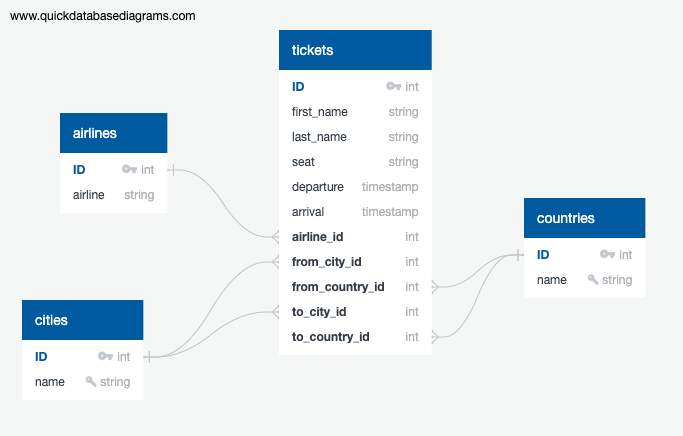 www.quickdatabasediagrams.com
tickets
ID int
first_name string
last_name string
seat string
departure timestamp
arrival timestamp
airline_id int
from_city_id int
from_country_id int
to_city_id int
to_country_id int
airlines
ID int
airline string
countries
ID int
name string
cities
ID int
name string